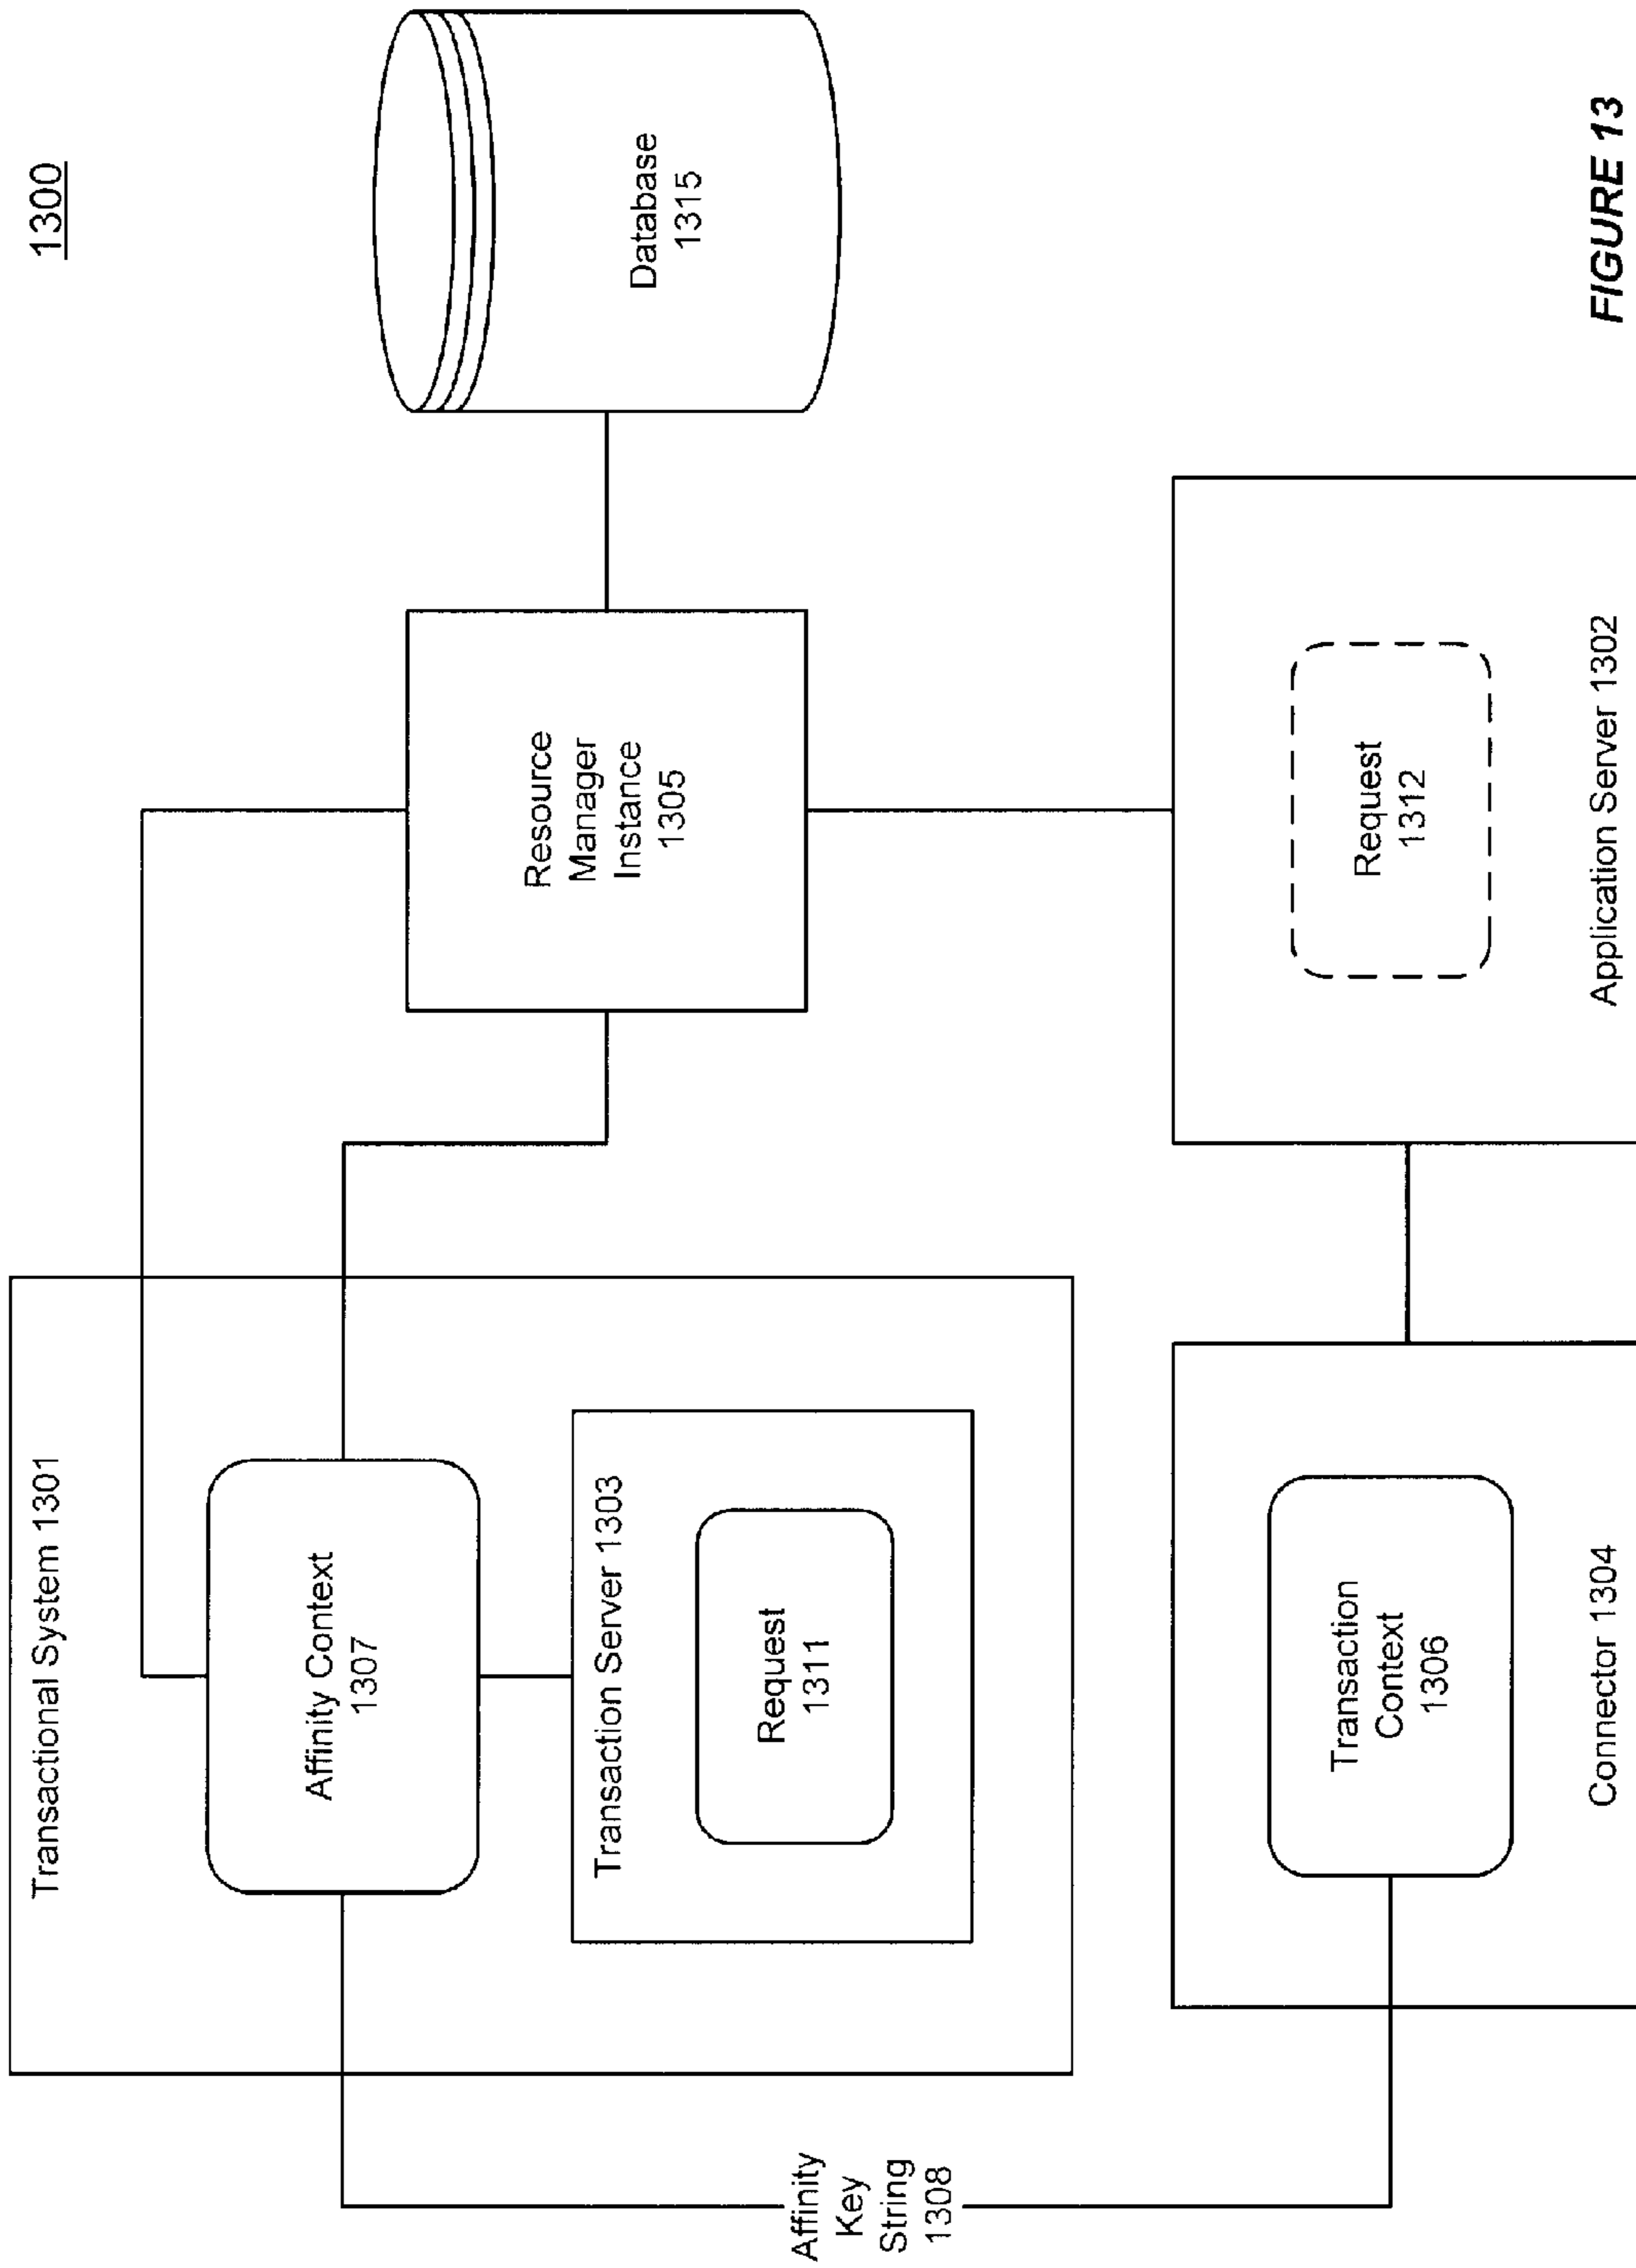 1300
Transactional System 1301
Affinity Context
1307
Transaction Server 1303
Request
1311
Affinity
Key
String
1308
Resource
Manager
Instance
1305
Database
1315
Transaction
Context
1306
Connector 1304
Request
1312
Application Server 1302
FIGURE 13